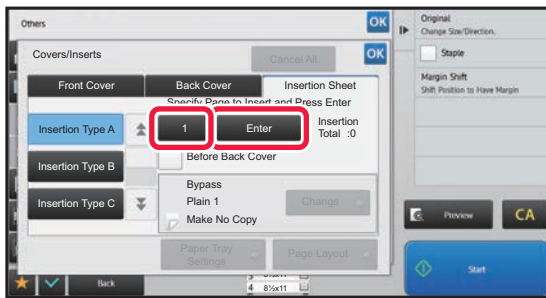 Others
OK
Original
Change Size/Direction.
Covers/Inserts
Cancel All
OK
Staple
Front Cover
Back Cover
Insertion Sheet
Margin Shift
Shift Position to Have Margin
Specify Page to Insert and Press Enter
Insertion Type A
1
Enter
Insertion
Total :0
Before Back Cover
Insertion Type B
Bypass
Plain 1
Change
Insertion Type C
Make No Copy
Preview
CA
Paper Tray
Settings
Page Layout
Start
Back
3 8½x11
4 8½x11